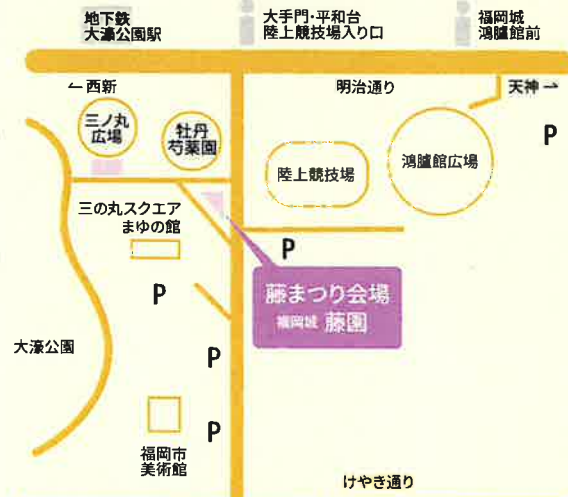 地下鉄
大濠公園駅
大手門・平和台
陸上競技場入り口
福岡城
鴻臚館前
←西新
明治通り
天神→
三ノ丸
広場
牡丹
芍薬園
陸上競技場
鴻臚館広場
P
三の丸スクエア
まゆの館
P
藤まつり会場
福岡城 藤園
P
大濠公園
P
P
福岡市
美術館
けやき通り